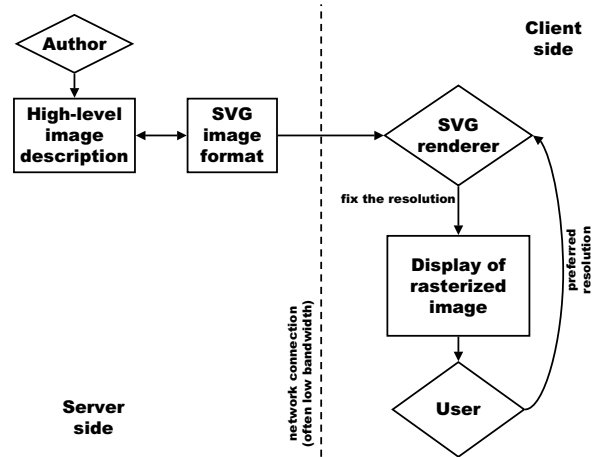 Author
Client
side
High-level
image
description
SVG
image
format
SVG
renderer
fix the resolution
preferred
resolution
Display of
rasterized
image
network connection
(often low bandwidth)
User
Server
side